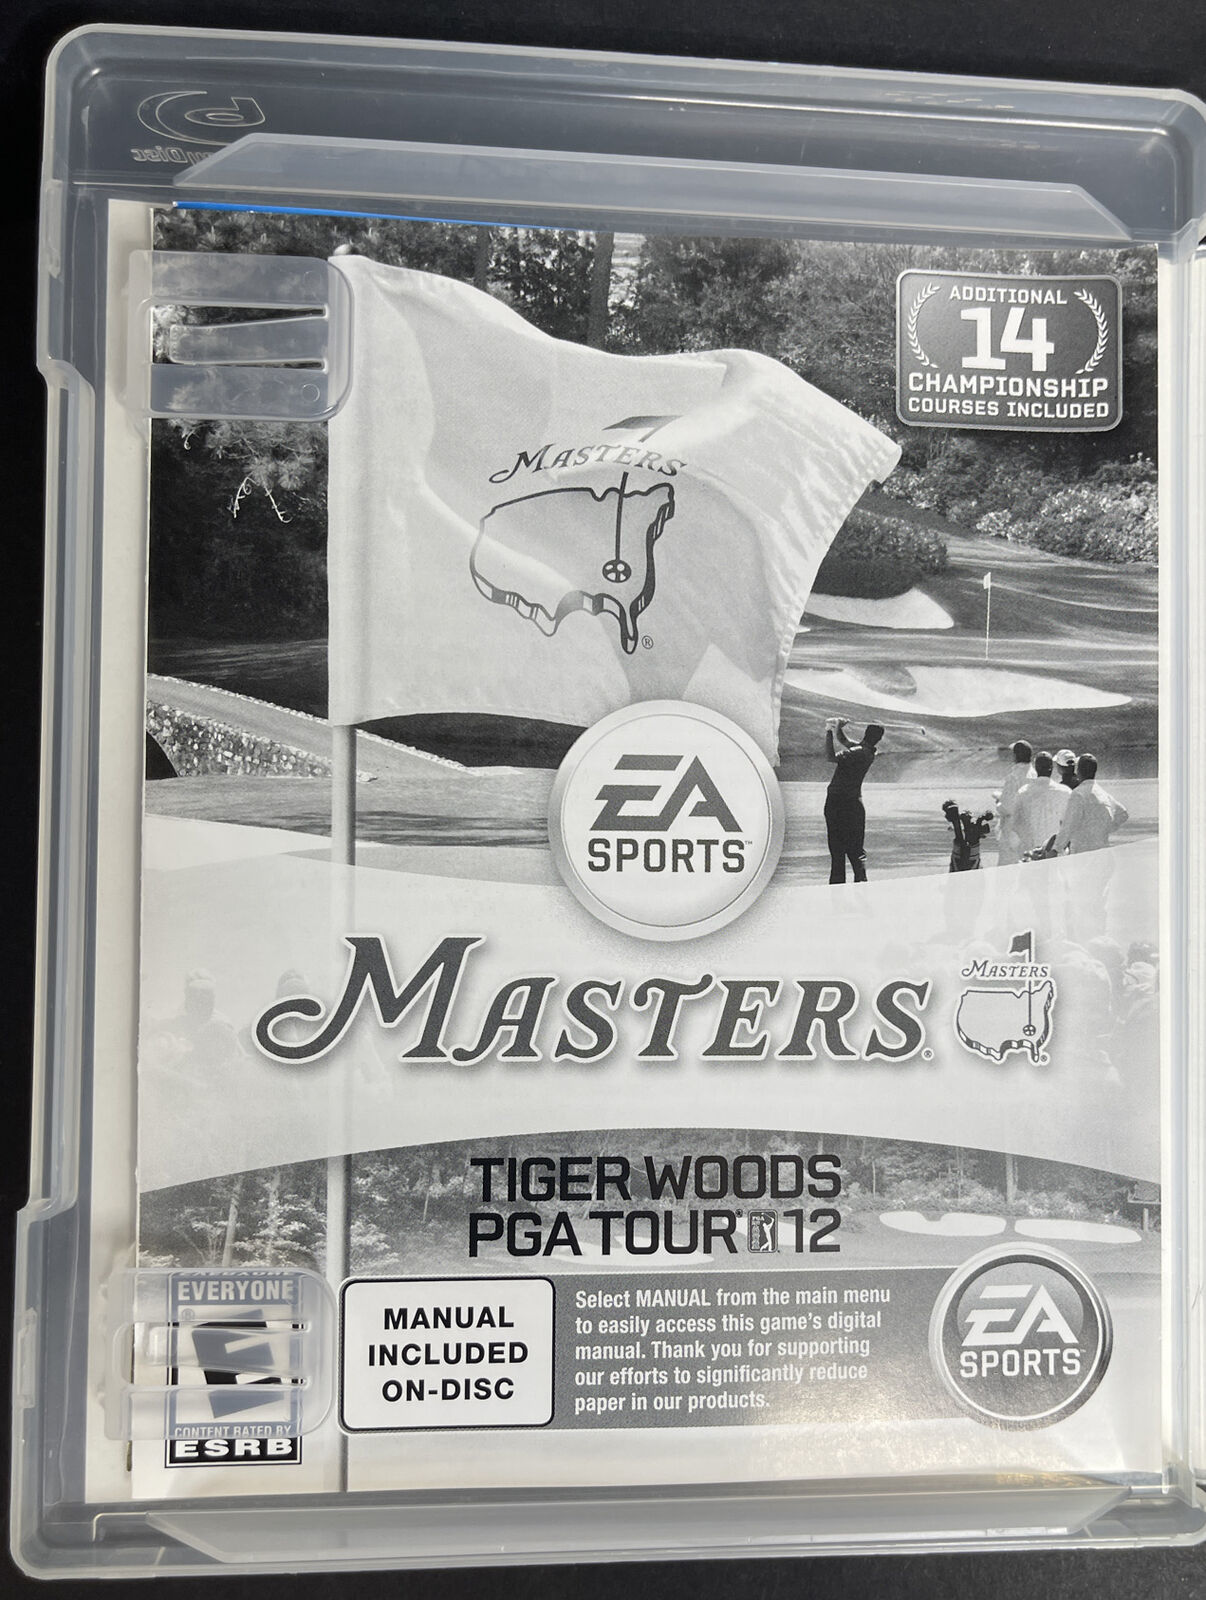 ADDITIONAL
14
CHAMPIONSHIP
COURSES INCLUDED
MASTERS
®
EA
SPORTS™
MASTERS®
MASTERS
®
TIGER WOODS
PGA TOUR® 12
EVERYONE
®
E
CONTENT RATED BY
ESRB
MANUAL
INCLUDED
ON-DISC
Select MANUAL from the main menu
to easily access this game's digital
manual. Thank you for supporting
our efforts to significantly reduce
paper in our products.
EA
SPORTS™